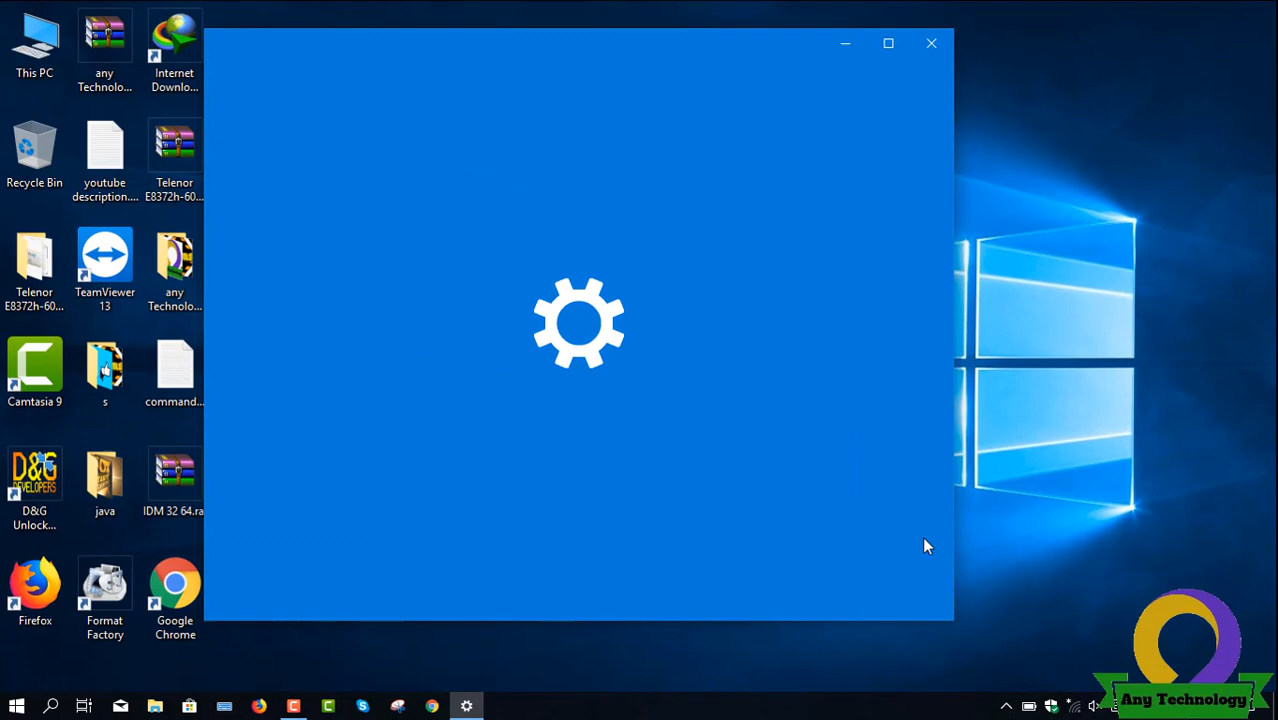 This PC
any
Technolo...
Internet
Downlo...
Recycle Bin
youtube
description....
Telenor
E8372h-60...
Telenor
E8372h-60...
TeamViewer
13
any
Technolo...
Camtasia 9
s
command...
D&G
DEVELOPERS
D&G
Unlock...
java
IDM 32 64.ra
Firefox
Format
Factory
Google
Chrome
Any Technology